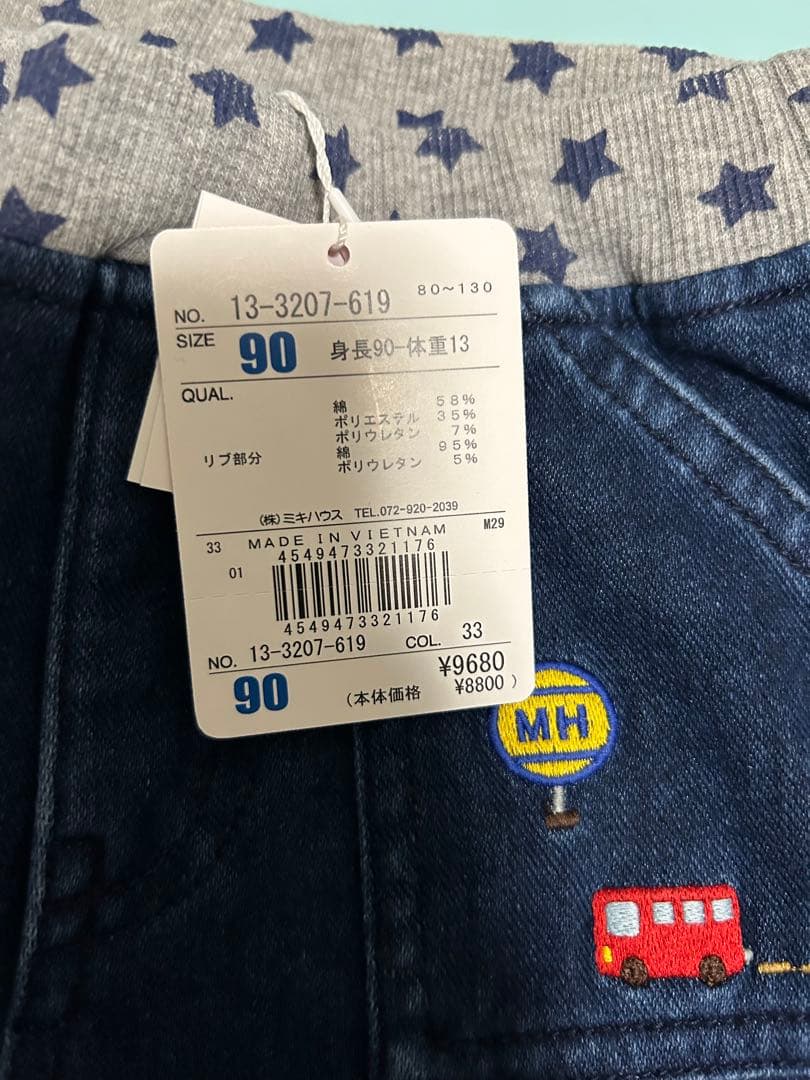 NO. 13-3207-619 80~130
SIZE 90 身長90-体重13
QUAL.
綿 58%
ポリエステル 35%
ポリウレタン 7%
リブ部分 綿 95%
ポリウレタン 5%
(株)ミキハウス TEL.072-920-2039
33 MADE IN VIETNAM M29
4549473321176
01
4549473321176
NO. 13-3207-619 COL. 33
¥9680
90 (本体価格 ¥8800)
MH